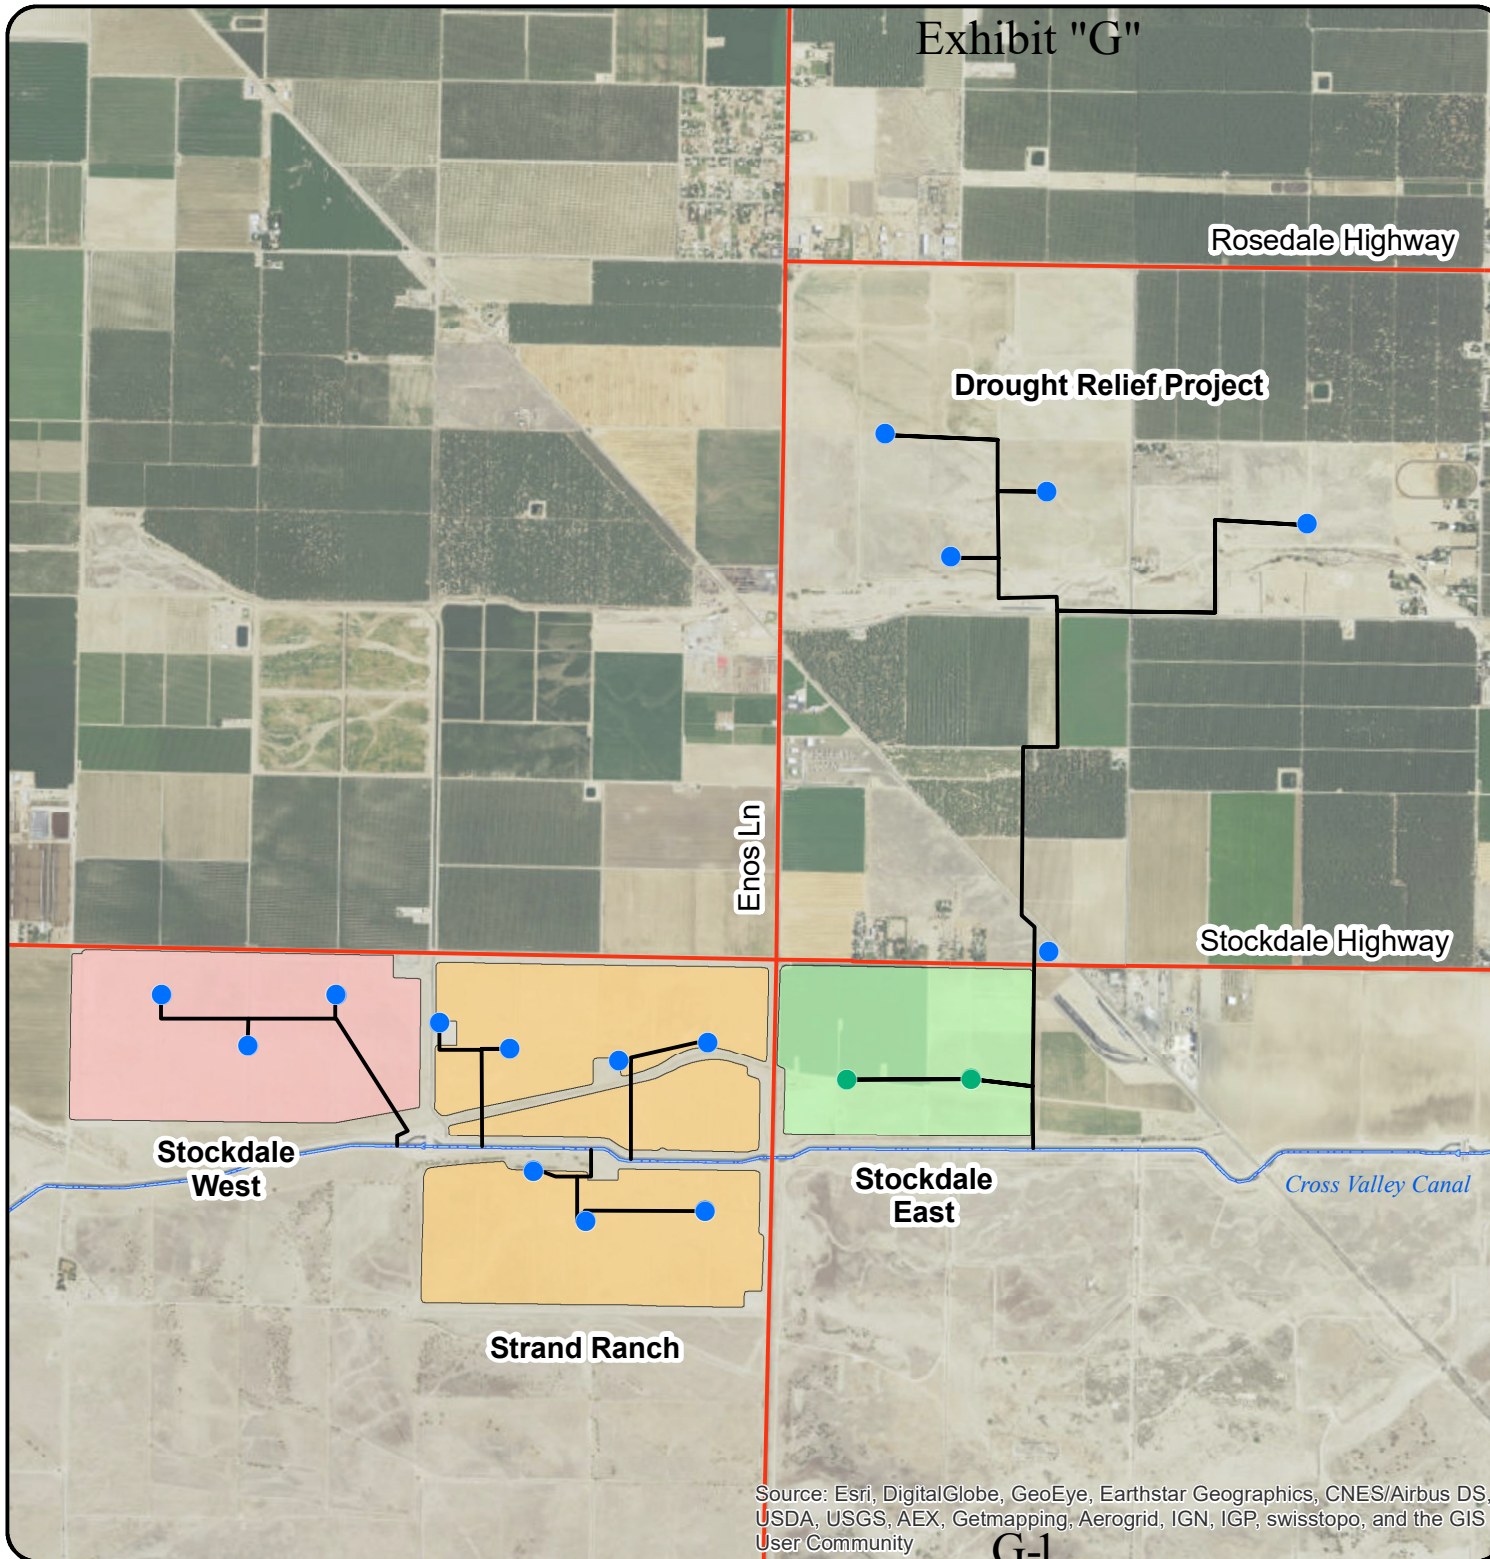 Exhibit "G"
Rosedale Highway
Drought Relief Project
Enos Ln
Stockdale Highway
Stockdale
West
Stockdale
East
Cross Valley Canal
Strand Ranch
Source: Esri, DigitalGlobe, GeoEye, Earthstar Geographics, CNES/Airbus DS,
USDA, USGS, AEX, Getmapping, Aerogrid, IGN, IGP, swisstopo, and the GIS
User Community
G-1